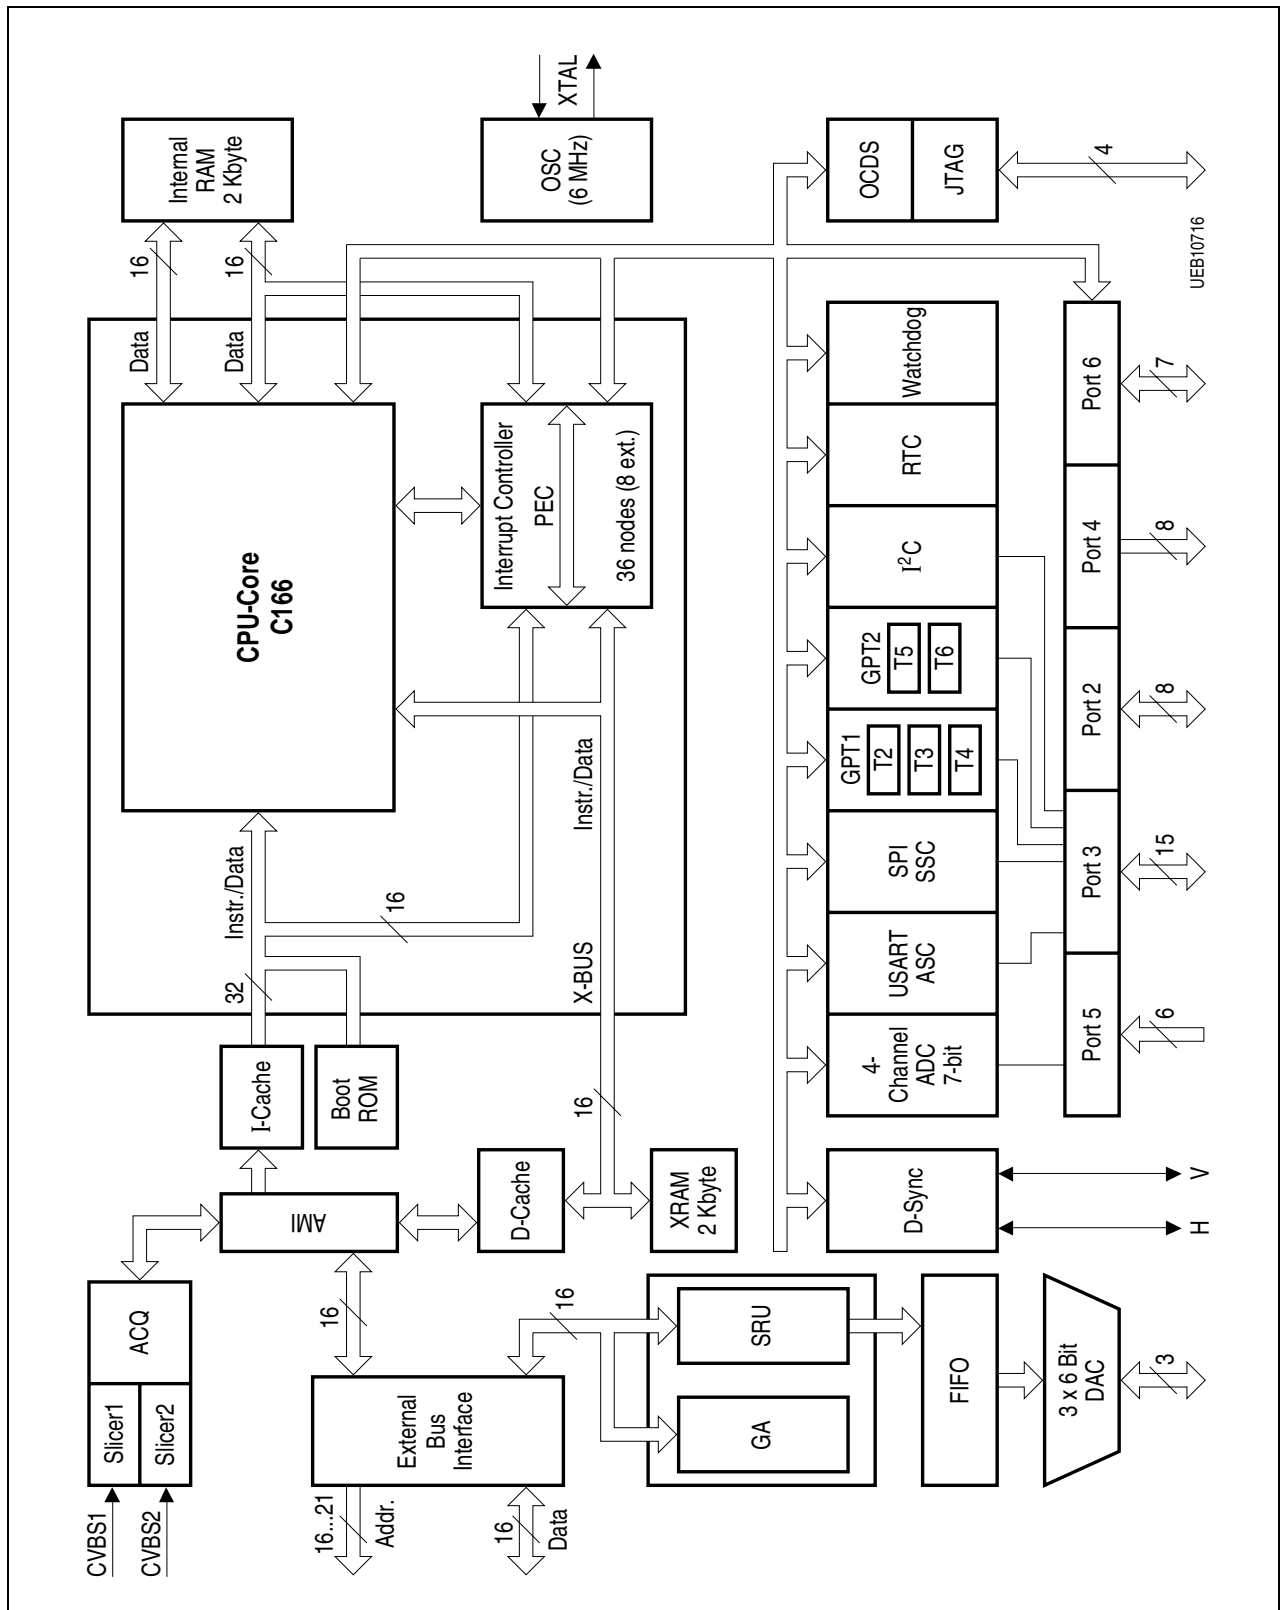 CVBS1
CVBS2
Slicer1
Slicer2
ACQ
16...21
Addr.
16
Data
External
Bus
Interface
16
AMI
I-Cache
Boot
ROM
D-Cache
XRAM
2 Kbyte
16
32
Instr./Data
16
X-BUS
Instr./Data
CPU-Core
C166
Interrupt Controller
PEC
36 nodes (8 ext.)
Data
Data
16
16
Internal
RAM
2 Kbyte
OSC
(6 MHz)
XTAL
16
GA
SRU
FIFO
3 x 6 Bit
DAC
3
D-Sync
H
V
4-
Channel
ADC
7-bit
USART
ASC
SPI
SSC
GPT1
T2
T3
T4
GPT2
T5
T6
I²C
RTC
Watchdog
OCDS
JTAG
4
Port 5
Port 3
Port 2
Port 4
Port 6
6
15
8
8
7
UEB10716